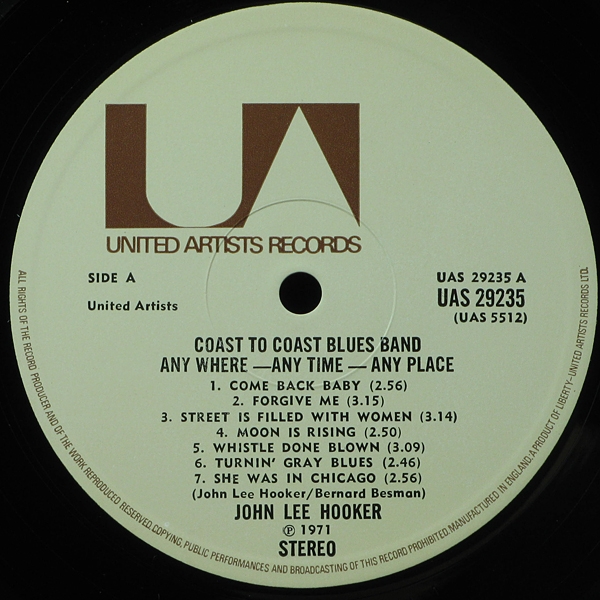 UA
UNITED ARTISTS RECORDS
SIDE A
United Artists
UAS 29235 A
UAS 29235
(UAS 5512)
COAST TO COAST BLUES BAND
ANY WHERE —ANY TIME — ANY PLACE
1. COME BACK BABY (2.56)
2. FORGIVE ME (3.15)
3. STREET IS FILLED WITH WOMEN (3.14)
4. MOON IS RISING (2.50)
5. WHISTLE DONE BLOWN (3.09)
6. TURNIN' GRAY BLUES (2.46)
7. SHE WAS IN CHICAGO (2.56)
(John Lee Hooker/Bernard Besman)
JOHN LEE HOOKER
℗ 1971
STEREO
ALL RIGHTS OF THE RECORD PRODUCER AND OF THE WORK REPRODUCED RESERVED. COPYING, PUBLIC PERFORMANCES AND BROADCASTING OF THIS RECORD PROHIBITED. MANUFACTURED IN ENGLAND. A PRODUCT OF LIBERTY–UNITED ARTISTS RECORDS LTD.